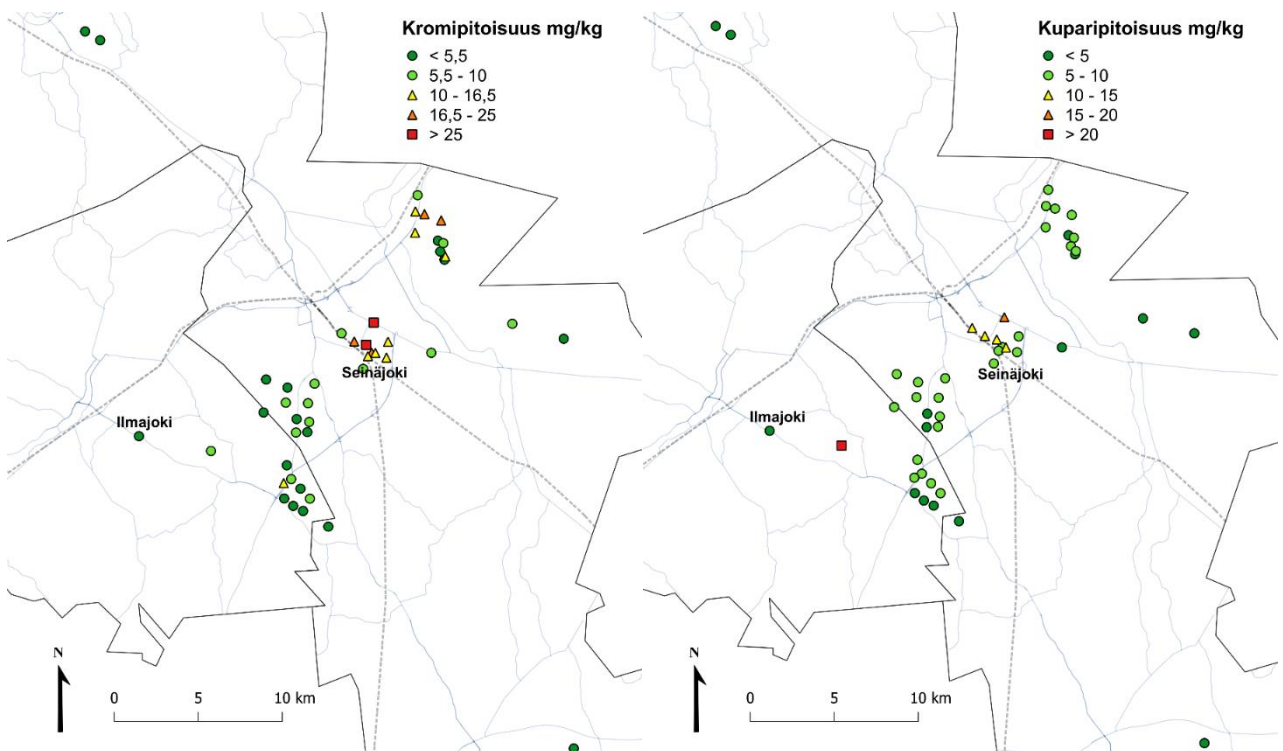 Kromipitoisuus mg/kg
< 5,5
5,5 - 10
10 - 16,5
16,5 - 25
> 25
Seinäjoki
Ilmajoki
N
0 5 10 km
Kuparipitoisuus mg/kg
< 5
5 - 10
10 - 15
15 - 20
> 20
Seinäjoki
Ilmajoki
N
0 5 10 km